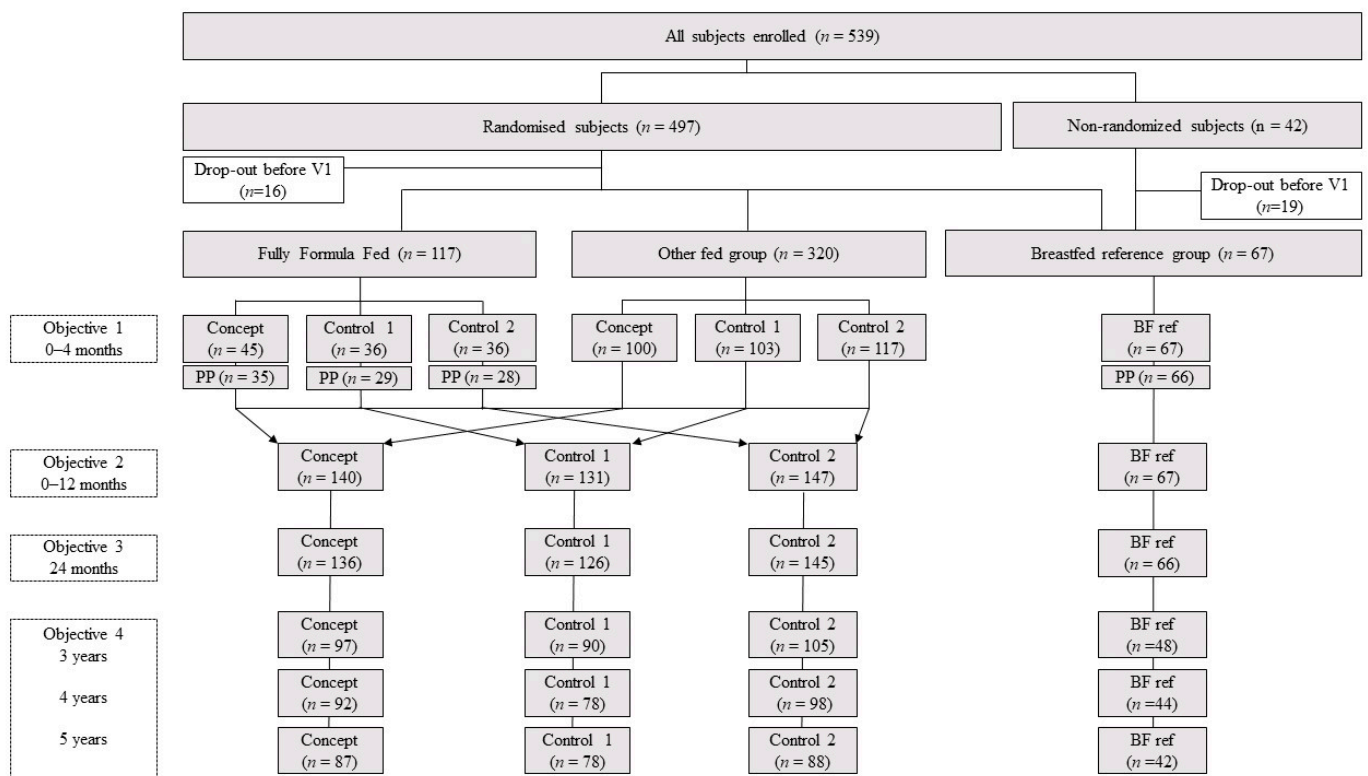 All subjects enrolled (n = 539)
Randomised subjects (n = 497)
Non-randomized subjects (n = 42)
Drop-out before V1
(n=16)
Drop-out before V1
(n=19)
Fully Formula Fed (n = 117)
Other fed group (n = 320)
Breastfed reference group (n = 67)
Objective 1
0–4 months
Concept
(n = 45)
Control 1
(n = 36)
Control 2
(n = 36)
Concept
(n = 100)
Control 1
(n = 103)
Control 2
(n = 117)
BF ref
(n = 67)
PP (n = 35)
PP (n = 29)
PP (n = 28)
PP (n = 66)
Objective 2
0–12 months
Concept
(n = 140)
Control 1
(n = 131)
Control 2
(n = 147)
BF ref
(n = 67)
Objective 3
24 months
Concept
(n = 136)
Control 1
(n = 126)
Control 2
(n = 145)
BF ref
(n = 66)
Objective 4
3 years
Concept
(n = 97)
Control 1
(n = 90)
Control 2
(n = 105)
BF ref
(n =48)
4 years
Concept
(n = 92)
Control 1
(n = 78)
Control 2
(n = 98)
BF ref
(n =44)
5 years
Concept
(n = 87)
Control 1
(n = 78)
Control 2
(n = 88)
BF ref
(n =42)